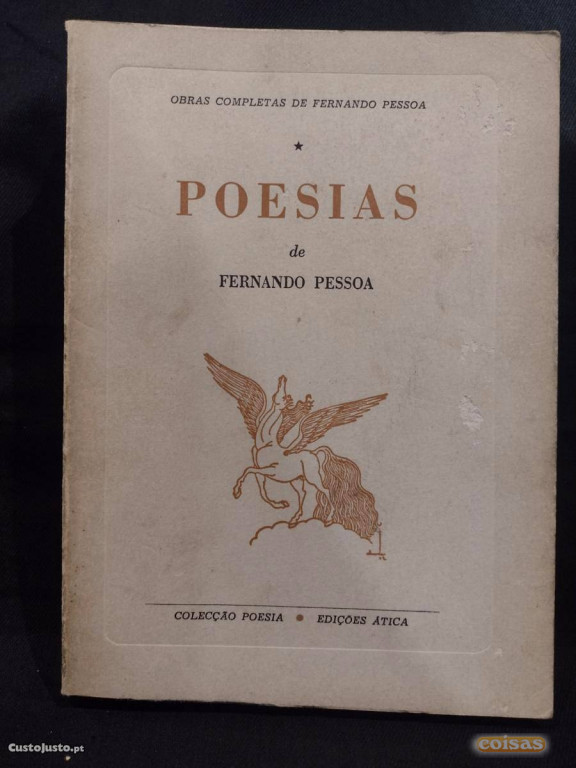 OBRAS COMPLETAS DE FERNANDO PESSOA
POESIAS
de
FERNANDO PESSOA
COLECÇÃO POESIA • EDIÇÕES ÁTICA
CustoJusto.pt
coisas